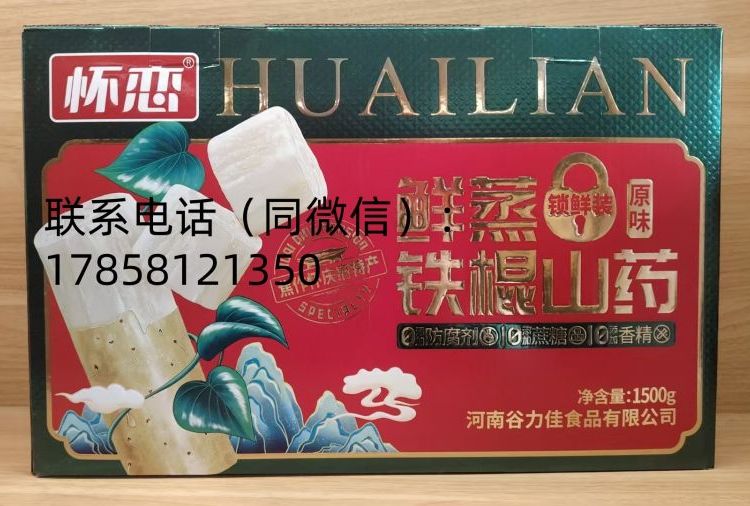 怀恋®
HUAILIAN
鲜蒸
锁鲜装
原味
铁棍山药
联系电话（同微信）：
17858121350
SPECIALTY
0添加防腐剂
0添加蔗糖
0添加香精
净含量:1500g
河南谷力佳食品有限公司